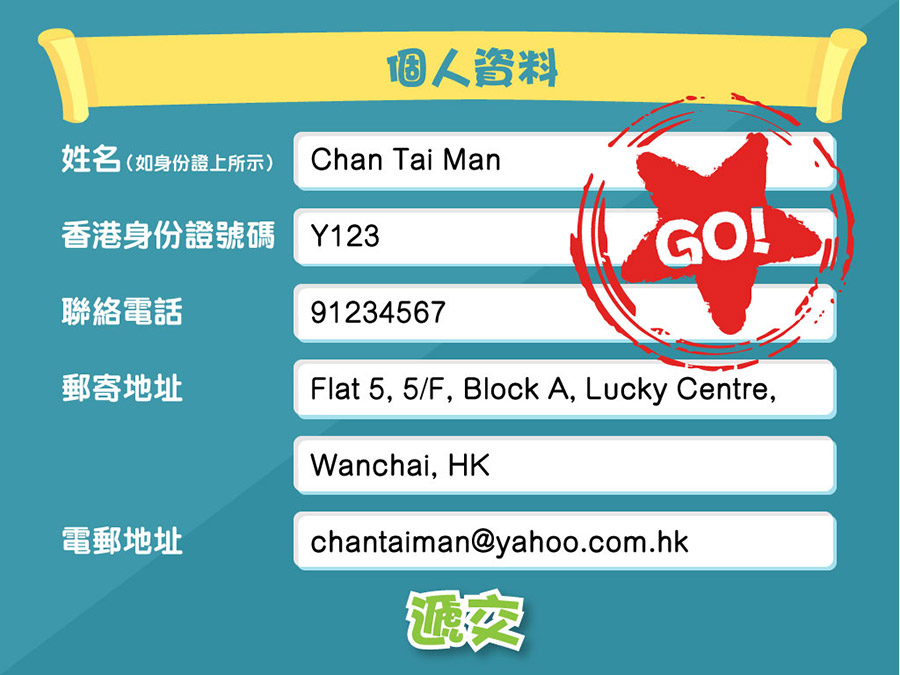 個人資料
姓名(如身份證上所示) Chan Tai Man
香港身份證號碼 Y123
GO!
聯絡電話 91234567
郵寄地址 Flat 5, 5/F, Block A, Lucky Centre,
Wanchai, HK
電郵地址 chantaiman@yahoo.com.hk
遞交